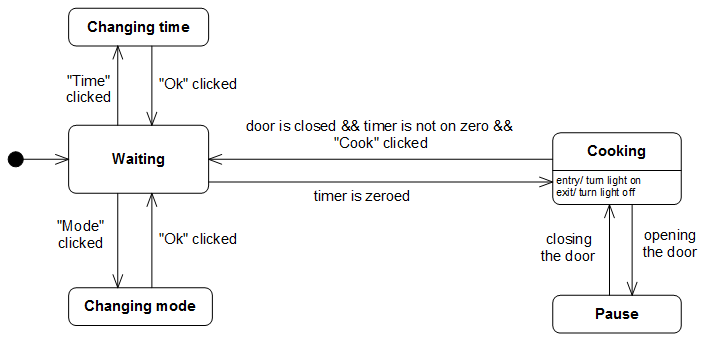 Changing time
"Time"
clicked
"Ok" clicked
door is closed && timer is not on zero &&
"Cook" clicked
Waiting
Cooking
entry/ turn light on
exit/ turn light off
timer is zeroed
"Mode"
clicked
"Ok" clicked
closing
the door
opening
the door
Changing mode
Pause